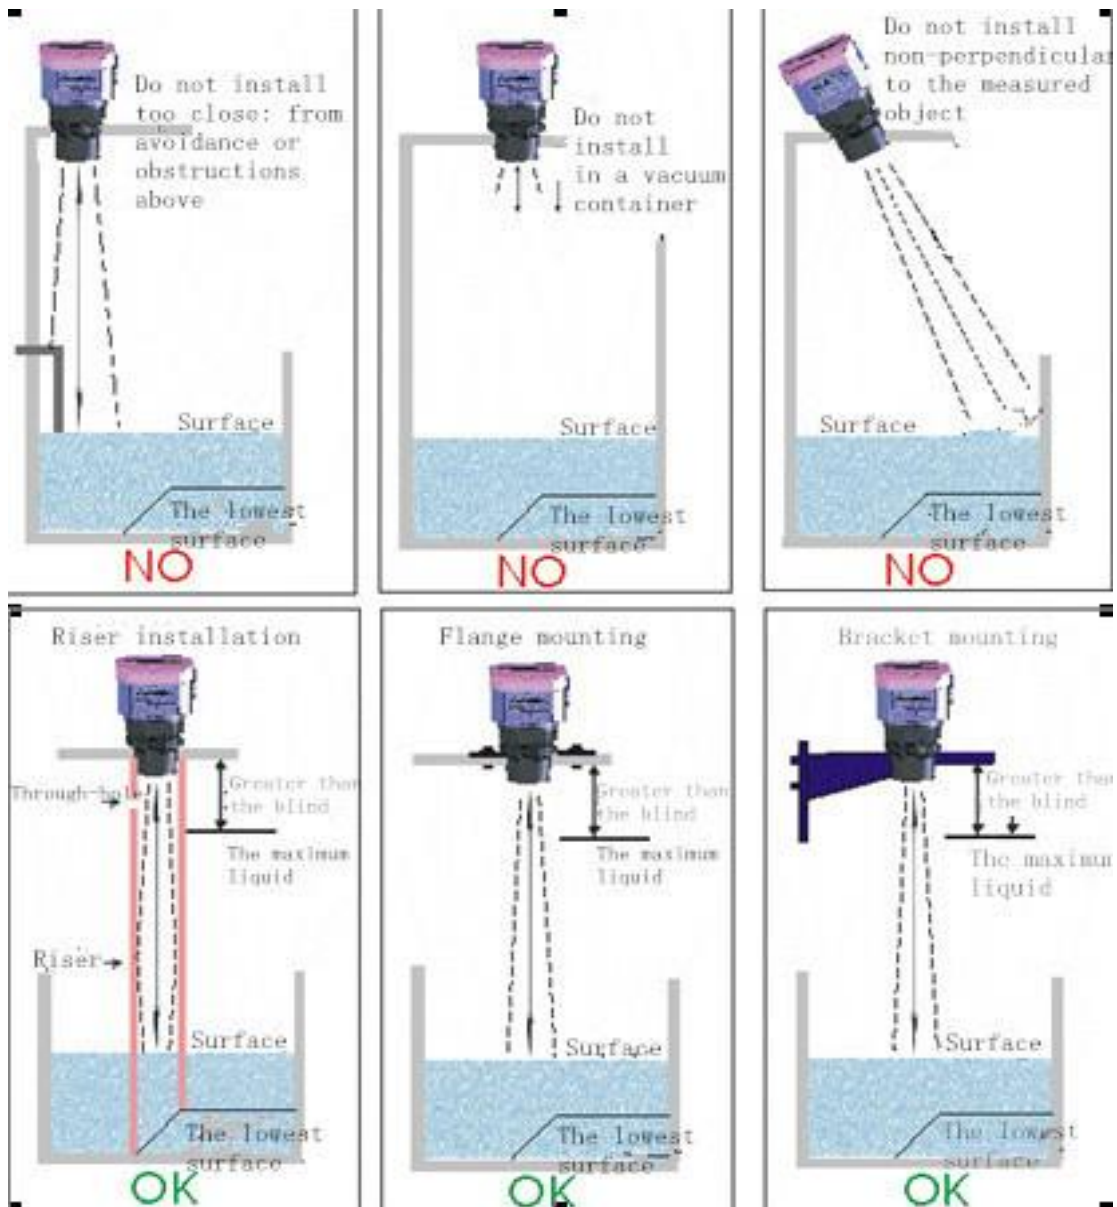 Do not install
too close: from
avoidance or
obstructions
above
Surface
The lowest
surface
NO
Do not
install
in a vacuum
container
Surface
The lowest
surface
NO
Do not install
non-perpendicular
to the measured
object
Surface
The lowest
surface
NO
Riser installation
Through-hole
Greater than
the blind
The maximum
liquid
Riser
Surface
The lowest
surface
OK
Flange mounting
Greater than
the blind
The maximum
liquid
Surface
The lowest
surface
OK
Bracket mounting
Greater than
the blind
The maximum
liquid
Surface
The lowest
surface
OK